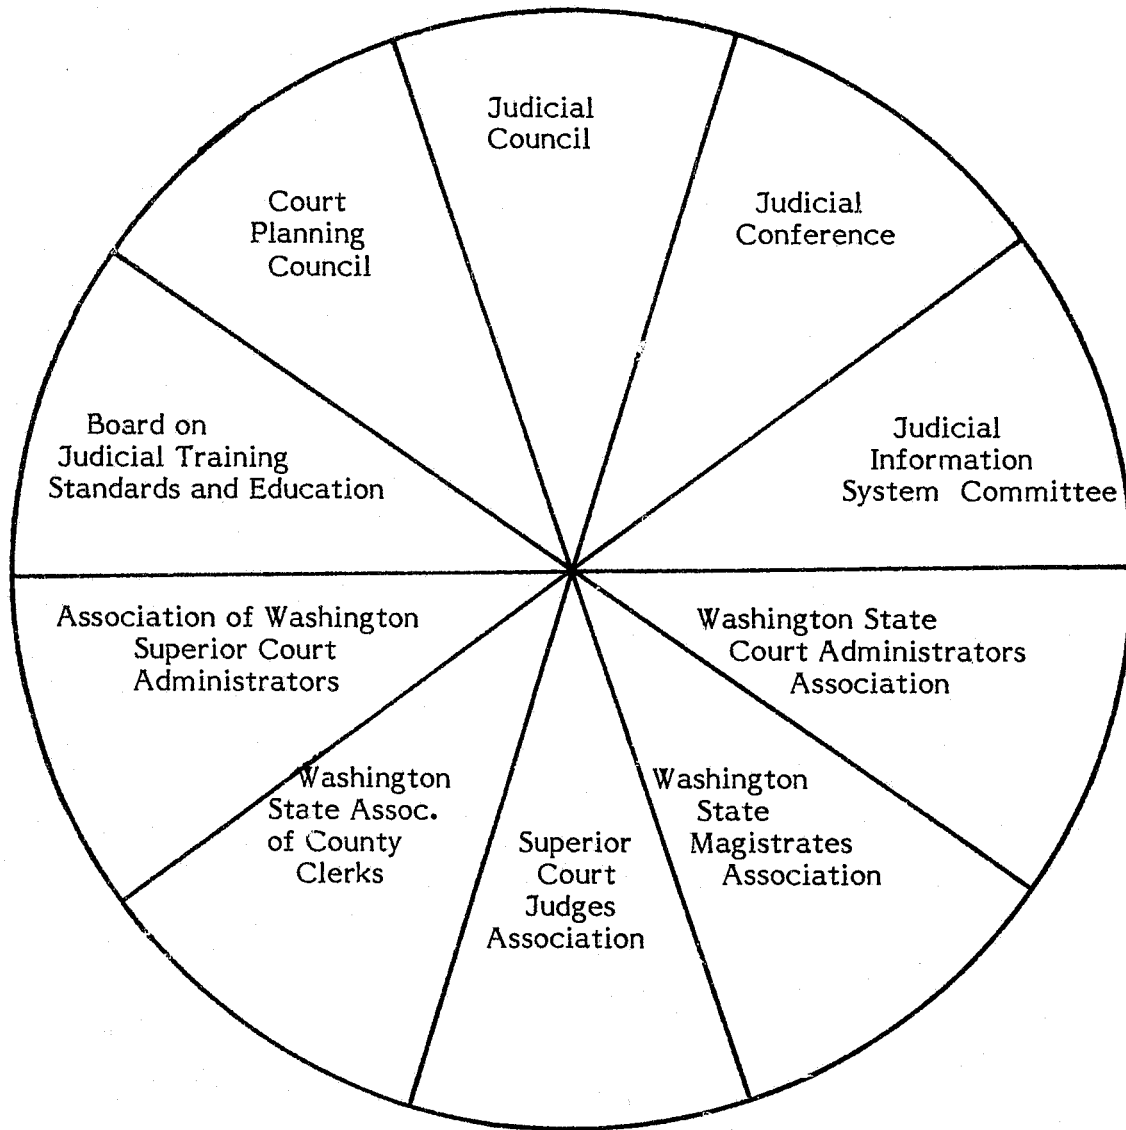 Judicial
Council
Court
Planning
Council
Judicial
Conference
Board on
Judicial Training
Standards and Education
Judicial
Information
System Committee
Association of Washington
Superior Court
Administrators
Washington State
Court Administrators
Association
Washington
State Assoc.
of County
Clerks
Superior
Court
Judges
Association
Washington
State
Magistrates
Association